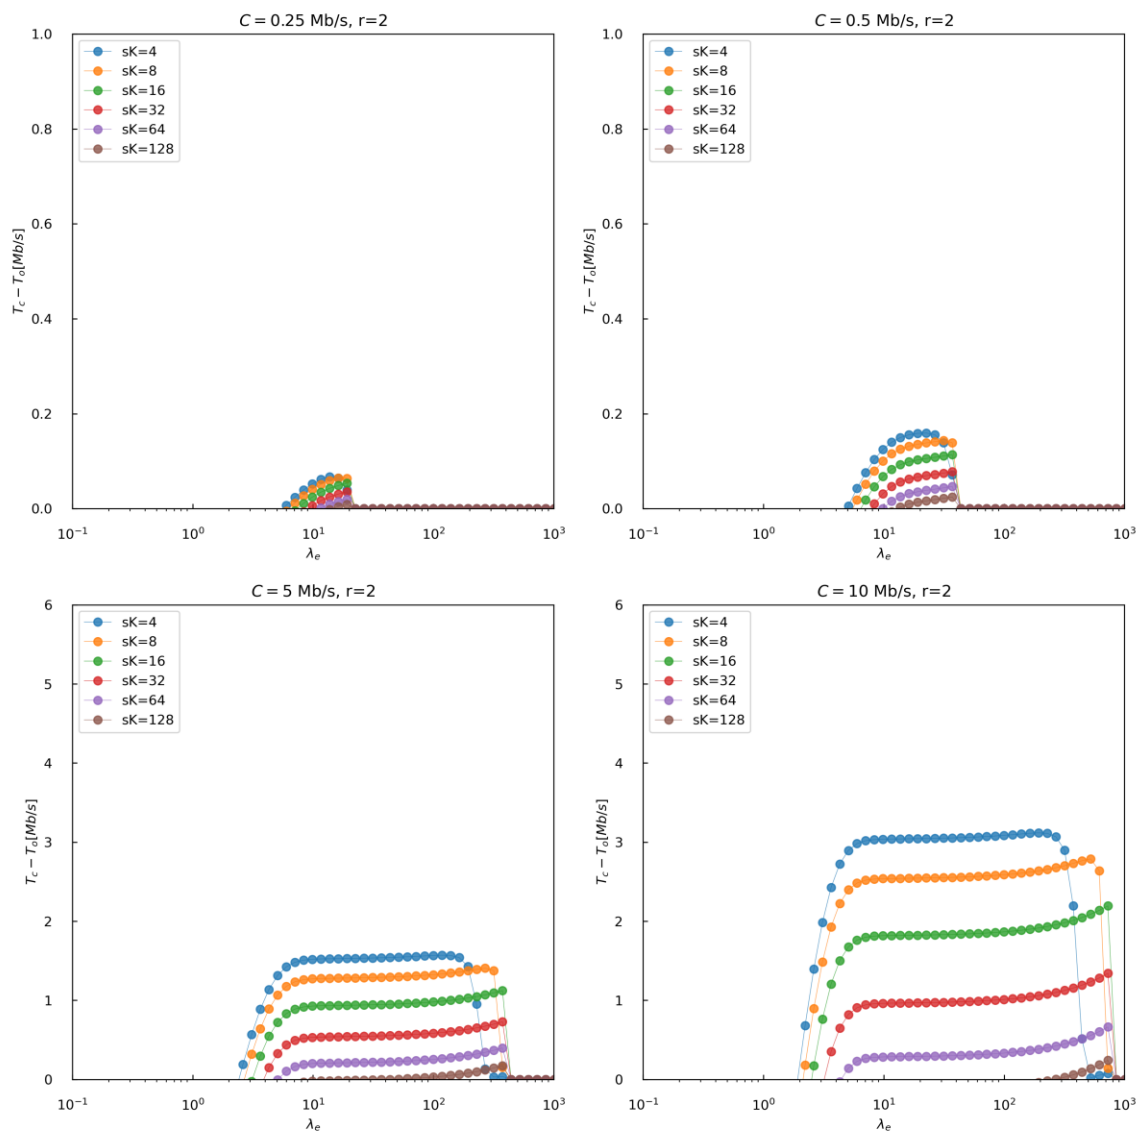 C = 0.25 Mb/s, r=2
1.0
0.8
0.6
0.4
0.2
0.0
T_c − T_o[Mb/s]
sK=4
sK=8
sK=16
sK=32
sK=64
sK=128
10^−1
10^0
10^1
10^2
10^3
λ_e
C = 0.5 Mb/s, r=2
1.0
0.8
0.6
0.4
0.2
0.0
T_c − T_o[Mb/s]
sK=4
sK=8
sK=16
sK=32
sK=64
sK=128
10^−1
10^0
10^1
10^2
10^3
λ_e
C = 5 Mb/s, r=2
6
5
4
3
2
1
0
T_c − T_o[Mb/s]
sK=4
sK=8
sK=16
sK=32
sK=64
sK=128
10^−1
10^0
10^1
10^2
10^3
λ_e
C = 10 Mb/s, r=2
6
5
4
3
2
1
0
T_c − T_o[Mb/s]
sK=4
sK=8
sK=16
sK=32
sK=64
sK=128
10^−1
10^0
10^1
10^2
10^3
λ_e